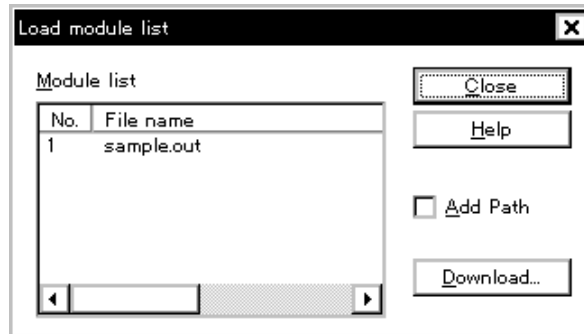 Load module list
Module list
No. File name
1 sample.out
Close
Help
Add Path
Download...